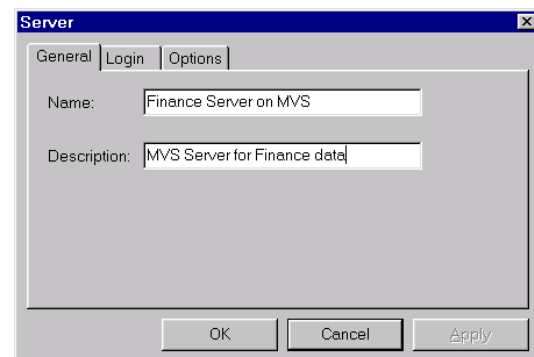 Server
General Login Options
Name: Finance Server on MVS
Description: MVS Server for Finance data
OK Cancel Apply